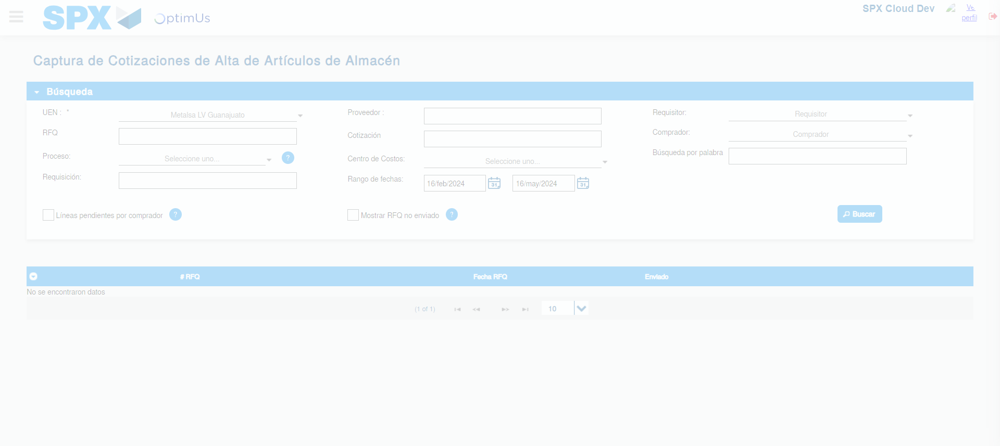 SPX
OptimUs
SPX Cloud Dev
Ve
perfil
Captura de Cotizaciones de Alta de Artículos de Almacén
Búsqueda
UEN : *
Metalsa LV Guanajuato
Proveedor :
Requisitor:
Requisitor
RFQ
Cotización
Comprador:
Comprador
Proceso:
Seleccione uno...
?
Centro de Costos:
Seleccione uno...
Búsqueda por palabra
Requisición:
Rango de fechas:
16/feb/2024
31
16/may/2024
31
Líneas pendientes por comprador
?
Mostrar RFQ no enviado
?
Buscar
# RFQ
Fecha RFQ
Enviado
No se encontraron datos
(1 of 1)
10